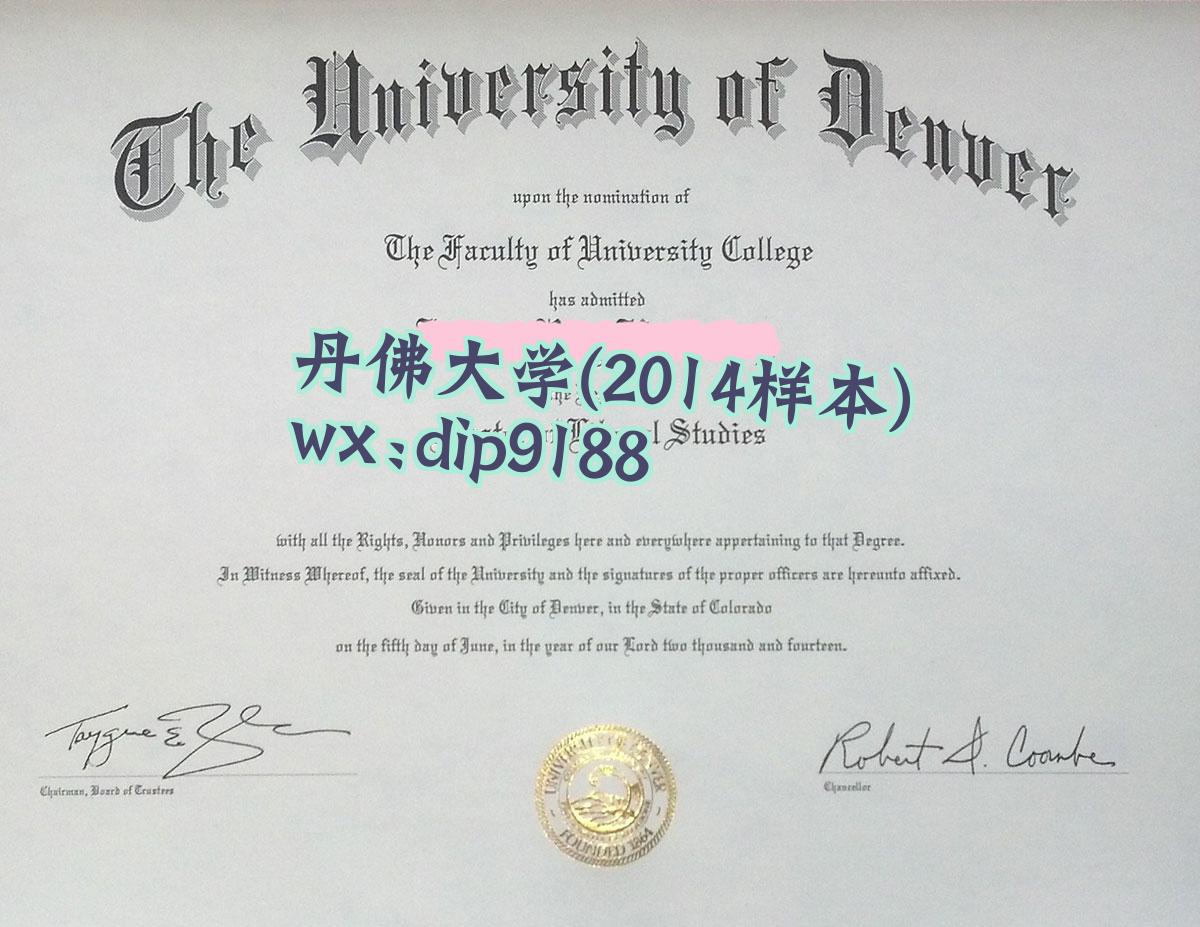 The University of Denver
upon the nomination of
The Faculty of University College
has admitted
丹佛大学(2014样本)
wx:dip9188
Studies
with all the Rights, Honors and Privileges here and everywhere appertaining to that Degree.
In Witness Whereof, the seal of the University and the signatures of the proper officers are hereunto affixed.
Given in the City of Denver, in the State of Colorado
on the fifth day of June, in the year of our Lord two thousand and fourteen.
Robert D. Coombe
Chairman, Board of Trustees
Chancellor
UNIVERSITY OF DENVER
FOUNDED 1864